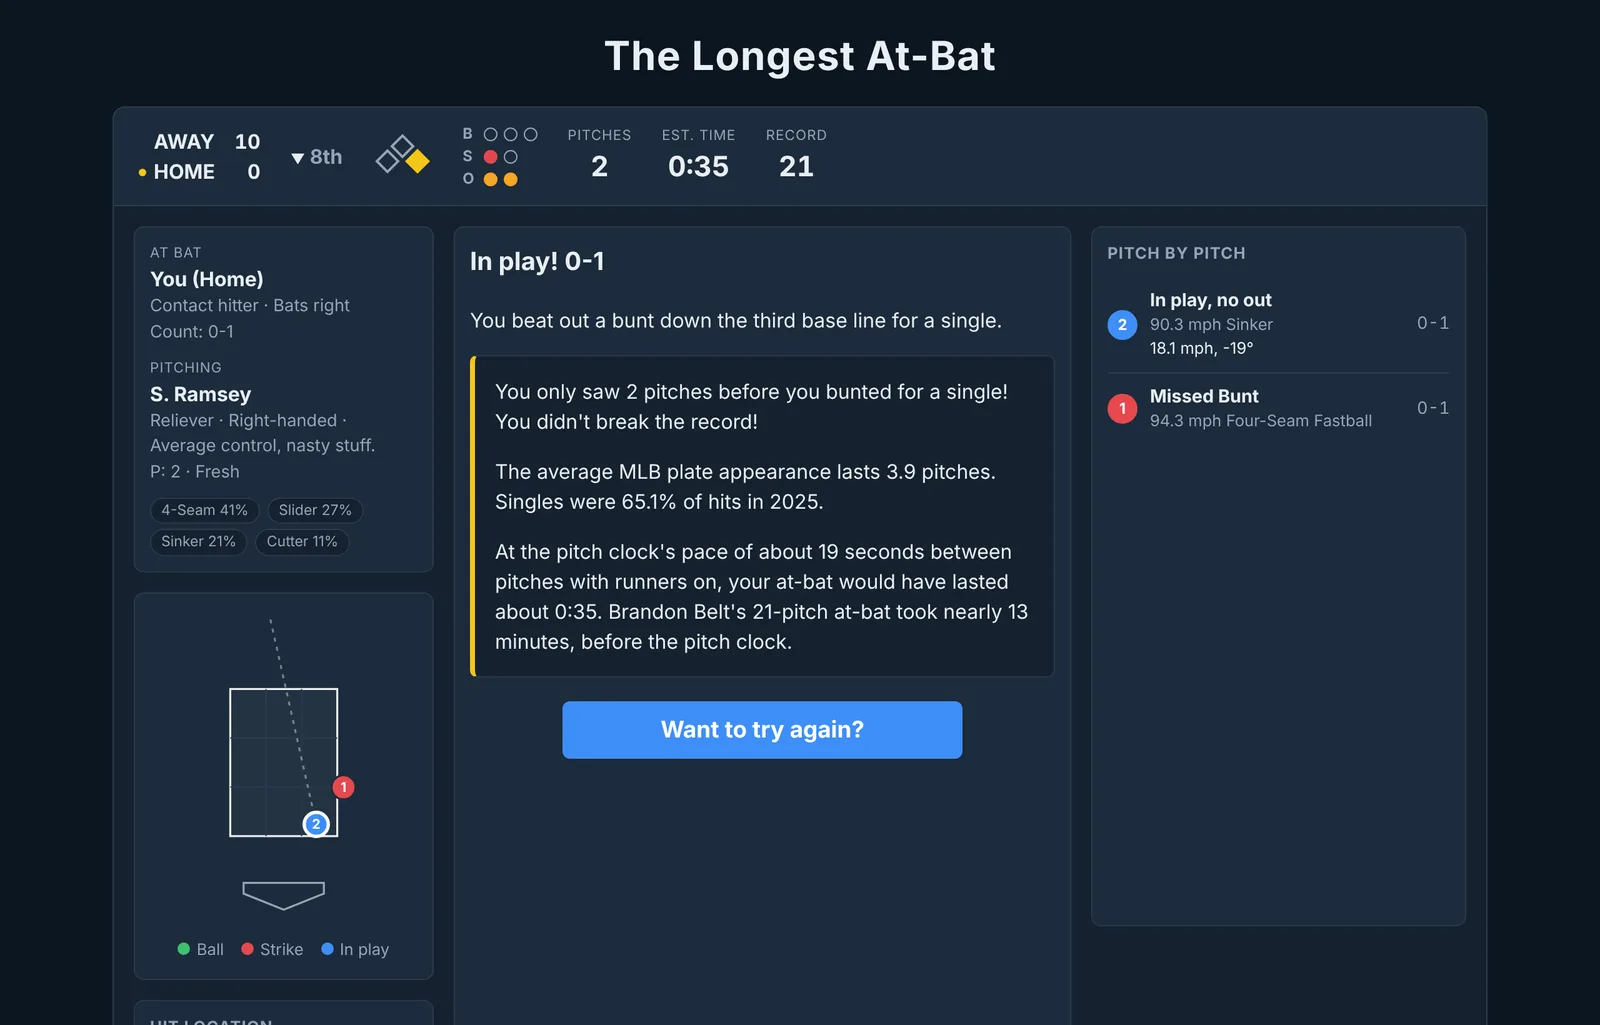 The Longest At-Bat
AWAY 10
HOME 0
▼ 8th
B
S
O
PITCHES
2
EST. TIME
0:35
RECORD
21
AT BAT
You (Home)
Contact hitter · Bats right
Count: 0-1
PITCHING
S. Ramsey
Reliever · Right-handed ·
Average control, nasty stuff.
P: 2 · Fresh
4-Seam 41%
Slider 27%
Sinker 21%
Cutter 11%
1
2
Ball
Strike
In play
HIT LOCATION
In play! 0-1
You beat out a bunt down the third base line for a single.
You only saw 2 pitches before you bunted for a single!
You didn't break the record!
The average MLB plate appearance lasts 3.9 pitches.
Singles were 65.1% of hits in 2025.
At the pitch clock's pace of about 19 seconds between
pitches with runners on, your at-bat would have lasted
about 0:35. Brandon Belt's 21-pitch at-bat took nearly 13
minutes, before the pitch clock.
Want to try again?
PITCH BY PITCH
2
In play, no out
90.3 mph Sinker
18.1 mph, -19°
0-1
1
Missed Bunt
94.3 mph Four-Seam Fastball
0-1